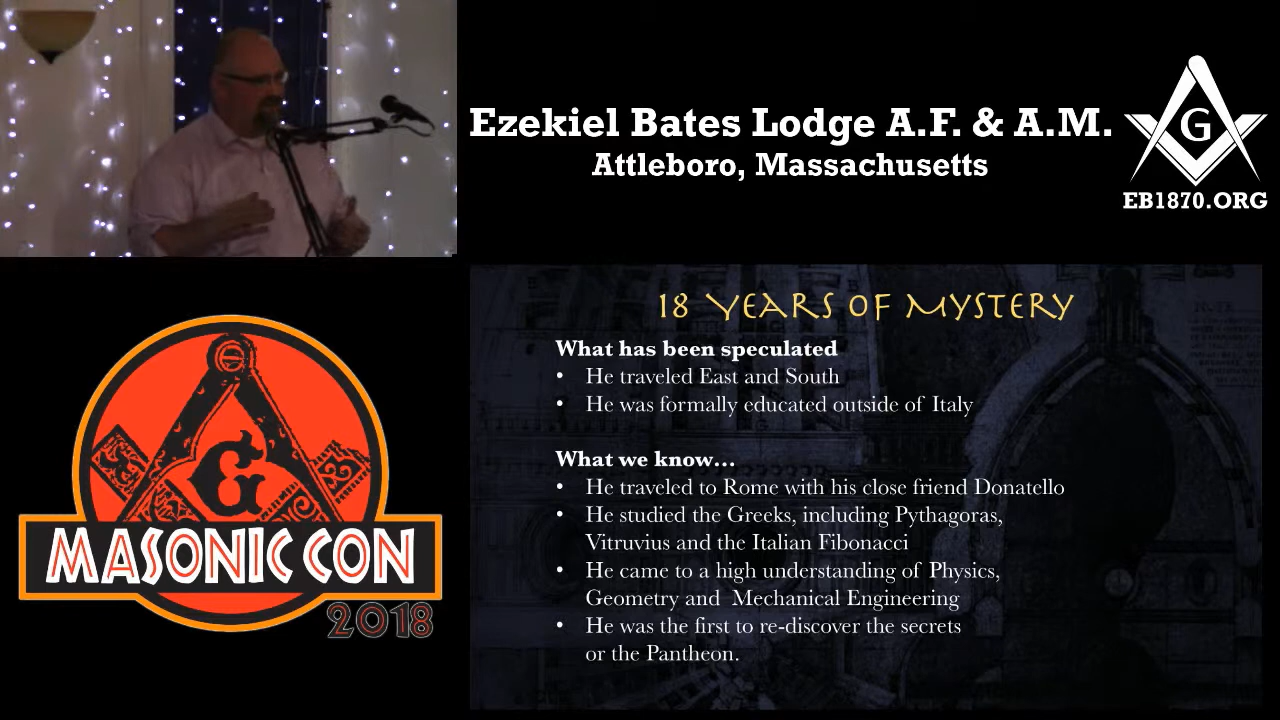 Ezekiel Bates Lodge A.F. & A.M.
Attleboro, Massachusetts
G
EB1870.ORG
G
MASONIC CON
2018
18 YEARS OF MYSTERY
What has been speculated
• He traveled East and South
• He was formally educated outside of Italy
What we know...
• He traveled to Rome with his close friend Donatello
• He studied the Greeks, including Pythagoras,
Vitruvius and the Italian Fibonacci
• He came to a high understanding of Physics,
Geometry and Mechanical Engineering
• He was the first to re-discover the secrets
or the Pantheon.